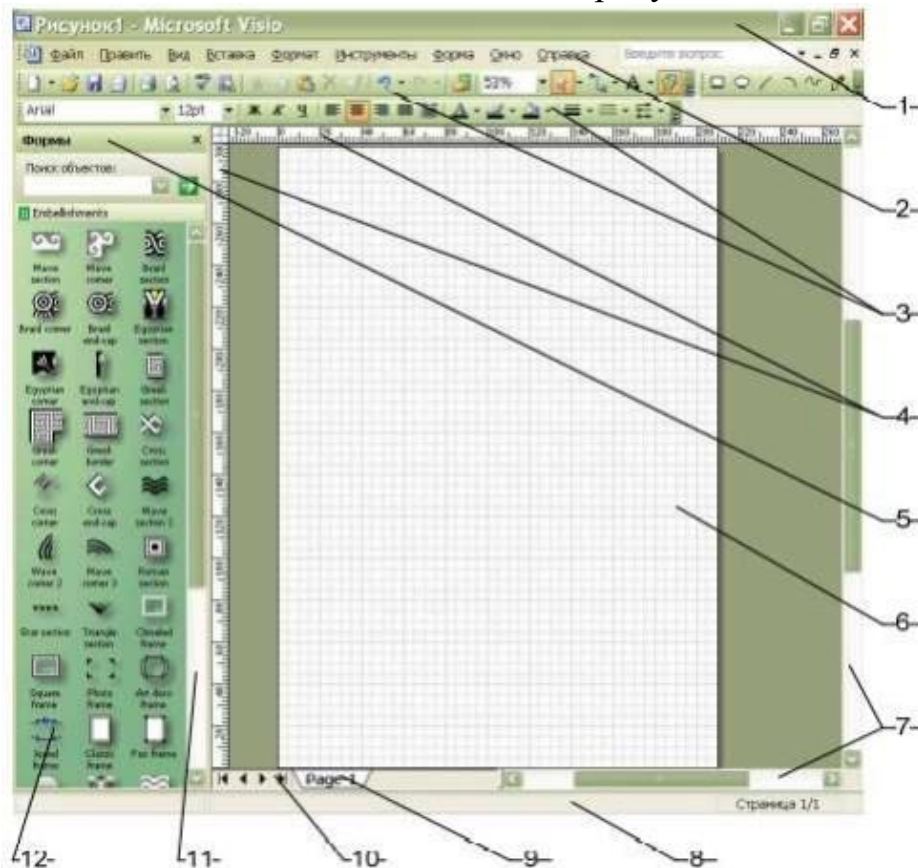 Рисунок1 - Microsoft Visio
Файл Править Вид Вставка Формат Инструменты Форма Окно Справка Введите вопрос
53%
Arial 12pt Ж К Ч
Формы
Поиск объектов:
Embellishments
Wave section Wave corner Braid section
Braid corner Braid end-cap Egyptian section
Egyptian corner Egyptian end-cap Greek section
Greek corner Greek border Cross section
Cross corner Cross end-cap Wave section 2
Wave corner 2 Wave corner 3 Roman section
Star section Triangle section frame
Square frame Photo frame Art deco frame
frame Classic frame frame
Page-1
Страница 1/1
-1-
-2-
-3-
-4-
-5-
-6-
-7-
-12- -11- -10- -9- -8-